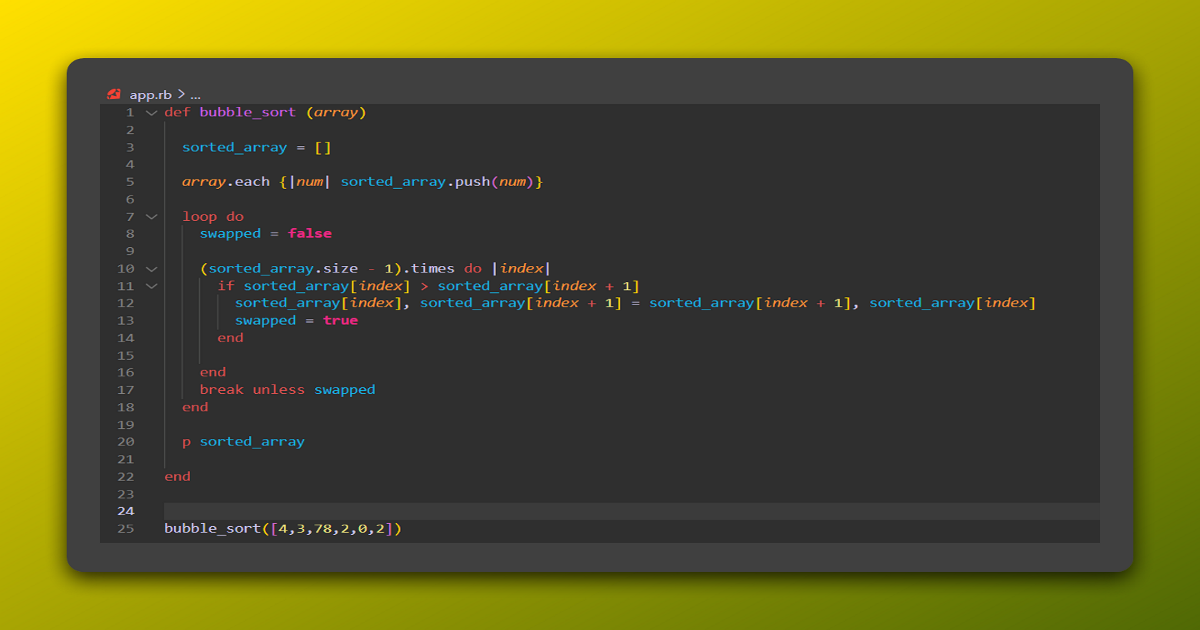 app.rb > ...
1 def bubble_sort (array)
2
3 sorted_array = []
4
5 array.each {|num| sorted_array.push(num)}
6
7 loop do
8 swapped = false
9
10 (sorted_array.size - 1).times do |index|
11 if sorted_array[index] > sorted_array[index + 1]
12 sorted_array[index], sorted_array[index + 1] = sorted_array[index + 1], sorted_array[index]
13 swapped = true
14 end
15
16 end
17 break unless swapped
18 end
19
20 p sorted_array
21
22 end
23
24
25 bubble_sort([4,3,78,2,0,2])